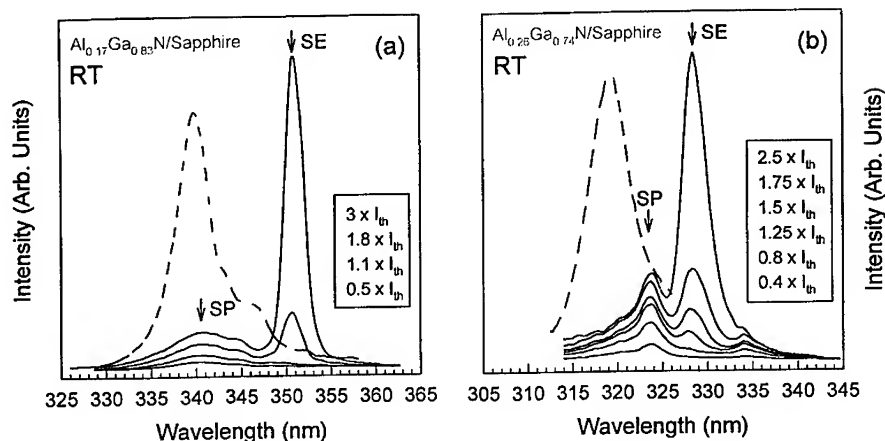 Al0.17Ga0.83N/Sapphire
RT
(a)
SE
SP
3 x Ith
1.8 x Ith
1.1 x Ith
0.5 x Ith
Intensity (Arb. Units)
325 330 335 340 345 350 355 360 365
Wavelength (nm)
Al0.26Ga0.74N/Sapphire
RT
(b)
SE
SP
2.5 x Ith
1.75 x Ith
1.5 x Ith
1.25 x Ith
0.8 x Ith
0.4 x Ith
Intensity (Arb. Units)
305 310 315 320 325 330 335 340 345
Wavelength (nm)